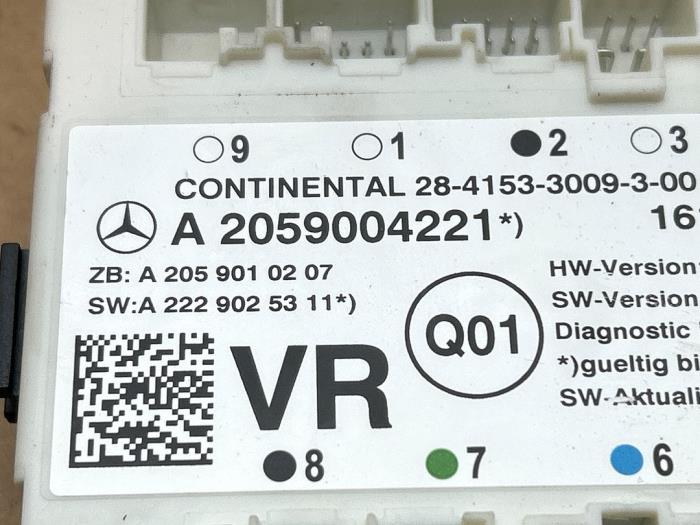 9 1 2 3
CONTINENTAL 28-4153-3009-3-00
A 2059004221*) 16
ZB: A 205 901 02 07
SW:A 222 902 53 11*)
HW-Version
SW-Version
Diagnostic
*)gueltig bi
SW-Aktuali
Q01
VR
8 7 6